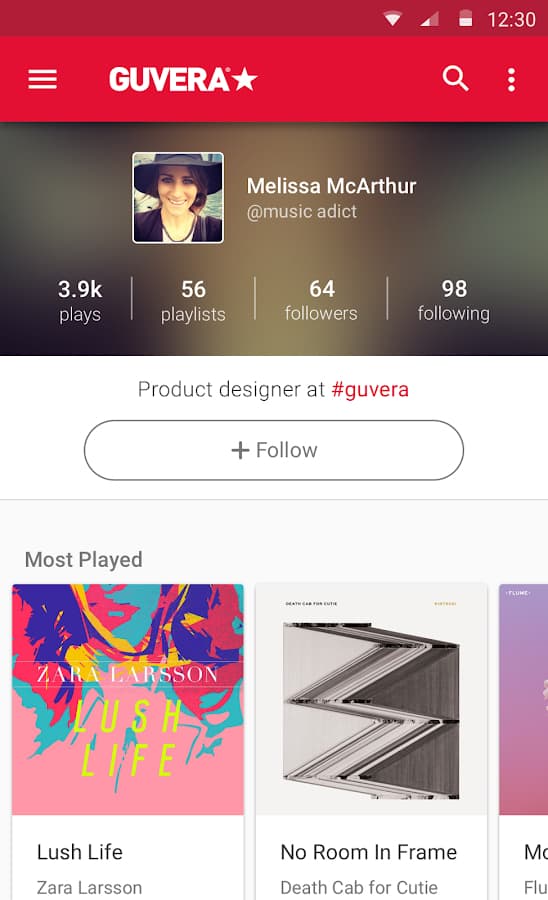 12:30
GUVERA
Melissa McArthur
@music adict
3.9k
plays
56
playlists
64
followers
98
following
Product designer at #guvera
+ Follow
Most Played
ZARA LARSSON
LUSH
LIFE
DEATH CAB FOR CUTIE
KINTSUGI
FLUME
Lush Life
No Room In Frame
Mo
Zara Larsson
Death Cab for Cutie
Flu